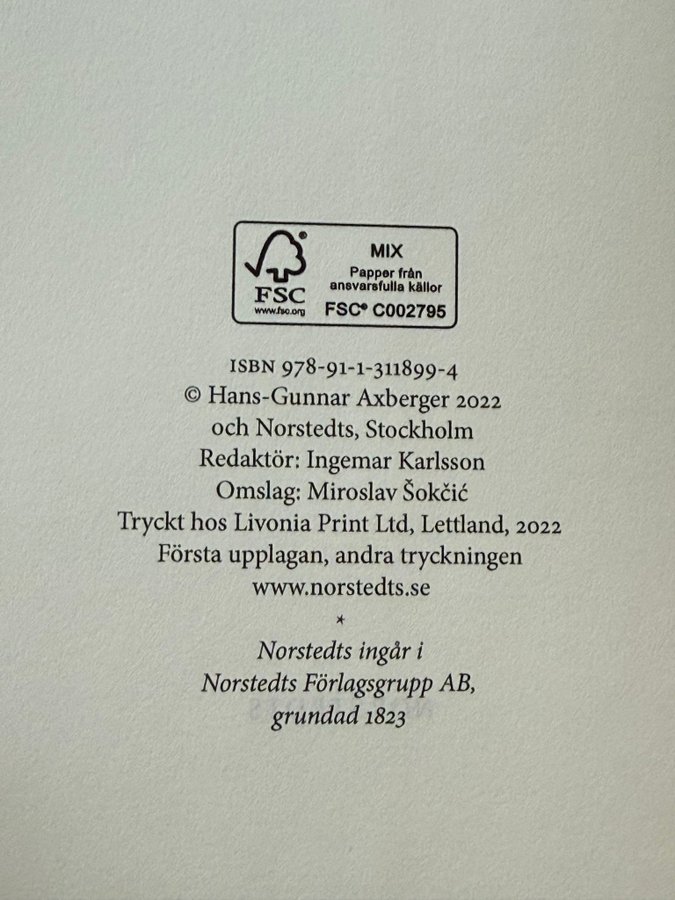 MIX
Papper från
ansvarsfulla källor
FSC® C002795
®
FSC
www.fsc.org
ISBN 978-91-1-311899-4
© Hans-Gunnar Axberger 2022
och Norstedts, Stockholm
Redaktör: Ingemar Karlsson
Omslag: Miroslav Šokčić
Tryckt hos Livonia Print Ltd, Lettland, 2022
Första upplagan, andra tryckningen
www.norstedts.se
*
Norstedts ingår i
Norstedts Förlagsgrupp AB,
grundad 1823